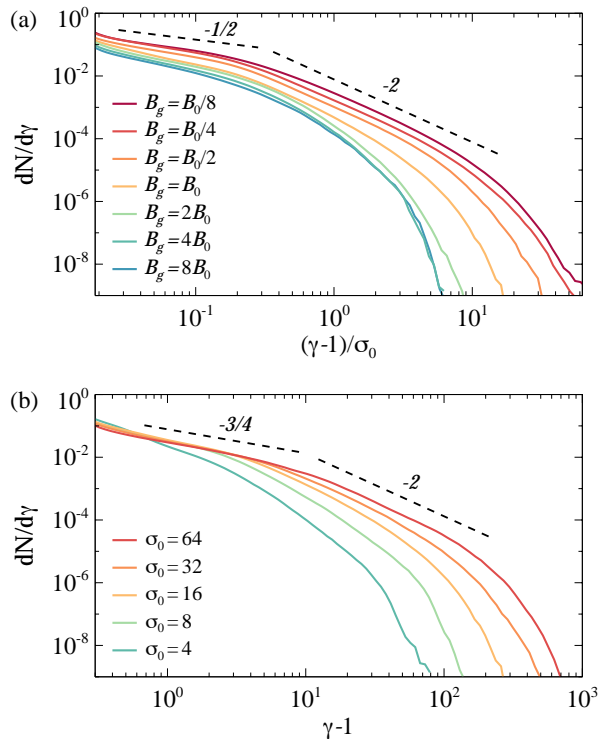 (a)
10^0
10^-2
10^-4
10^-6
10^-8
dN/dγ
-1/2
-2
B_g = B_0/8
B_g = B_0/4
B_g = B_0/2
B_g = B_0
B_g = 2B_0
B_g = 4B_0
B_g = 8B_0
10^-1 10^0 10^1
(γ-1)/σ_0
(b)
10^0
10^-2
10^-4
10^-6
10^-8
dN/dγ
-3/4
-2
σ_0 = 64
σ_0 = 32
σ_0 = 16
σ_0 = 8
σ_0 = 4
10^0 10^1 10^2 10^3
γ-1